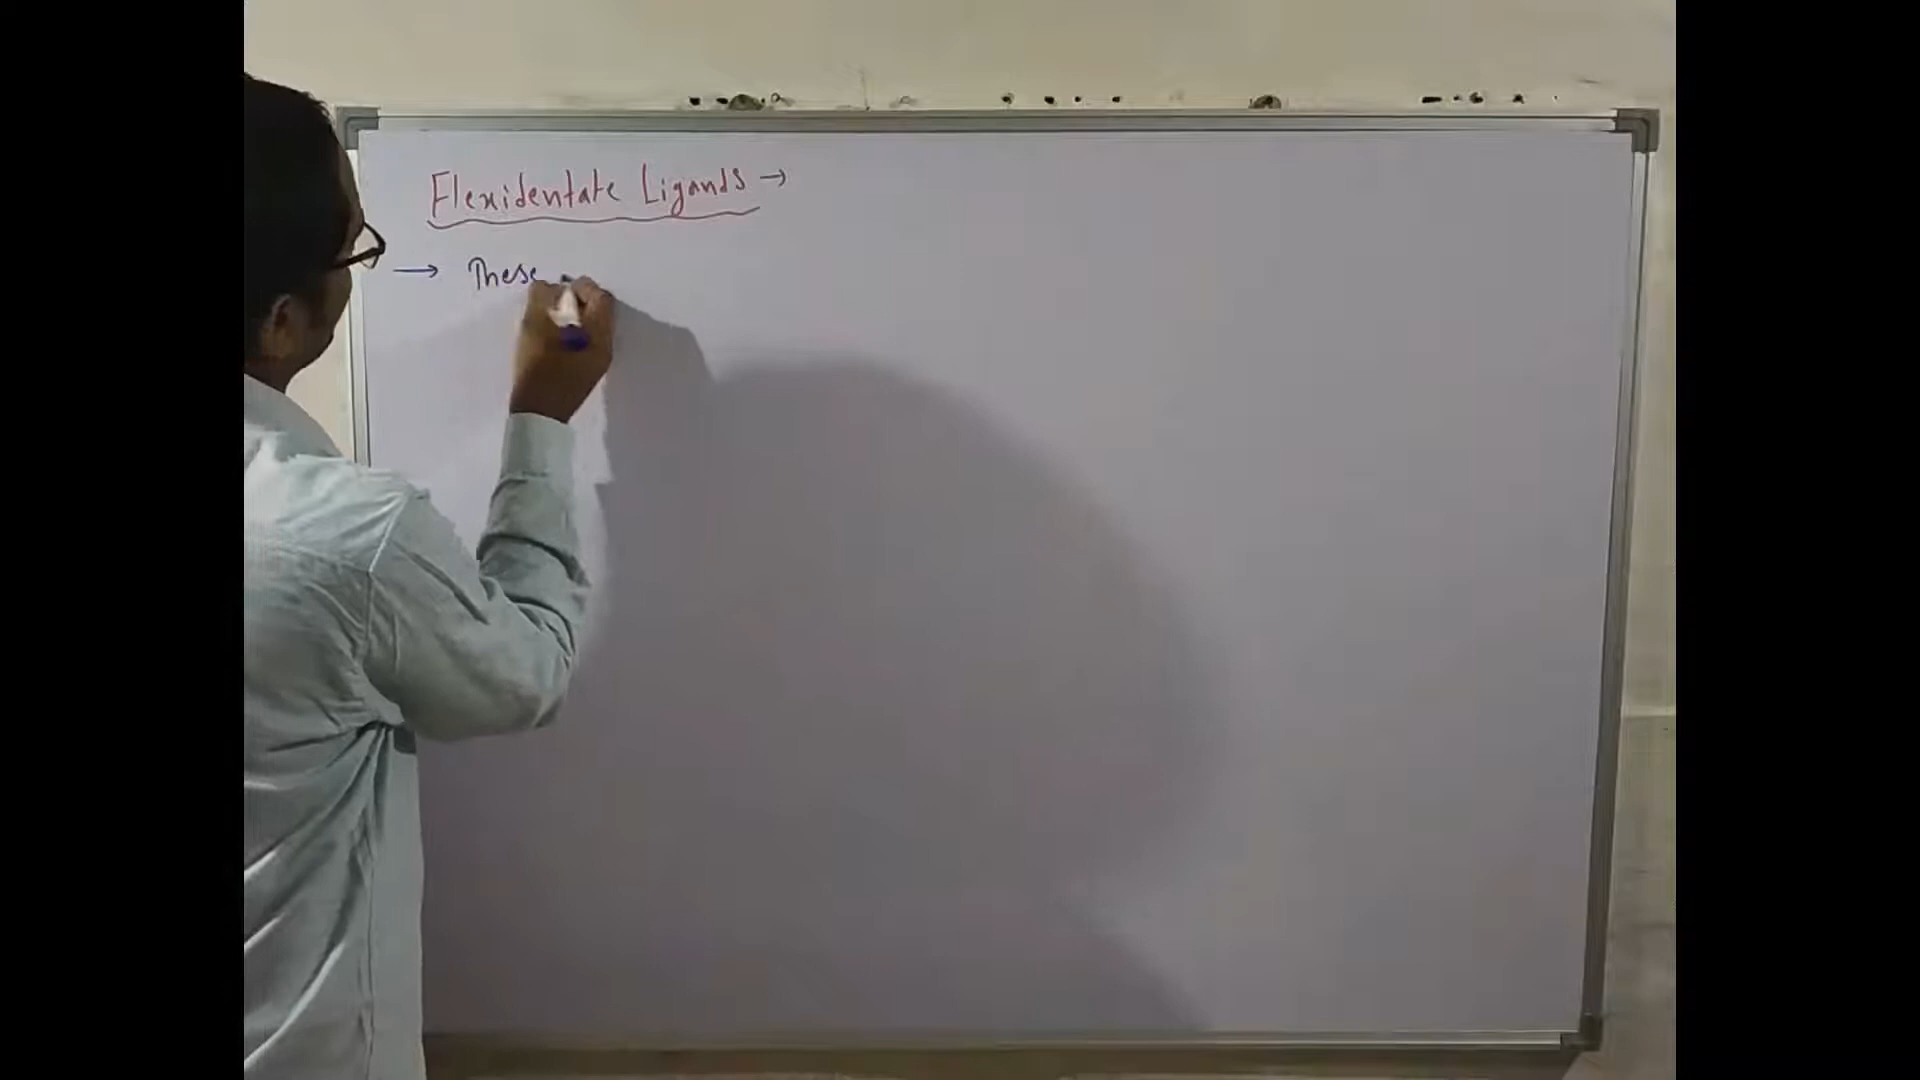 Flexidentate Ligands →
→ These